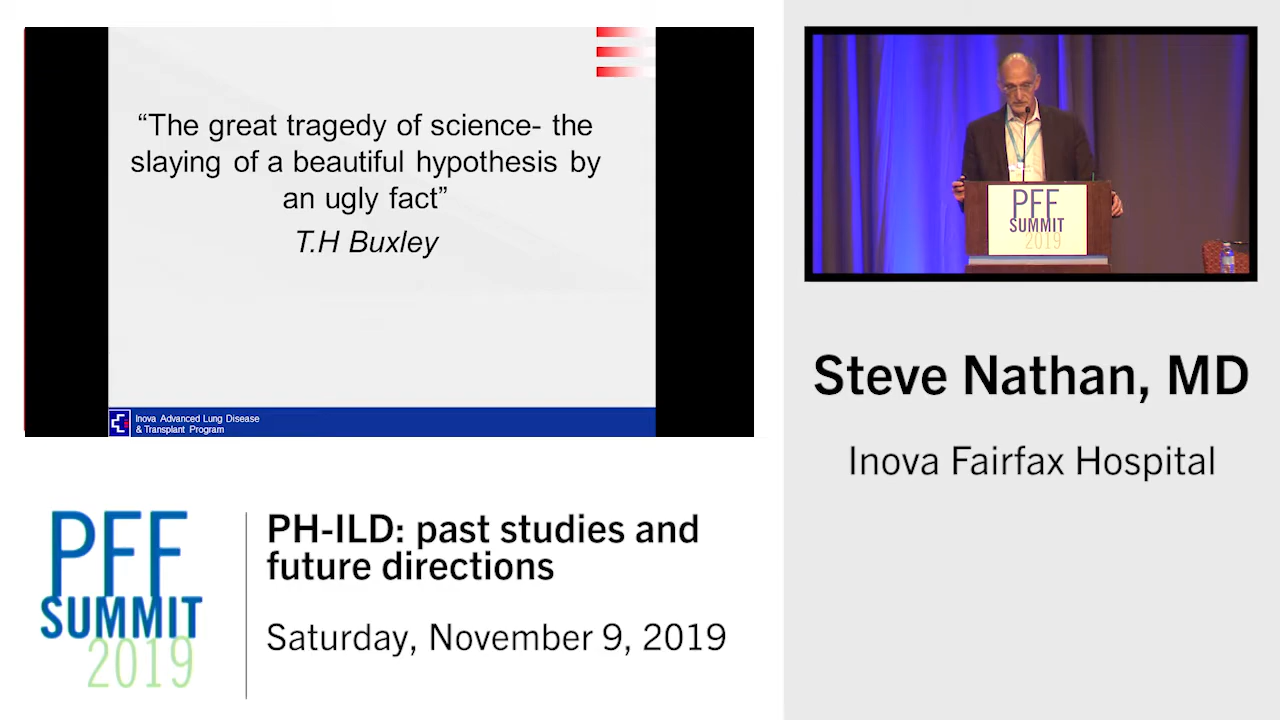 “The great tragedy of science- the
slaying of a beautiful hypothesis by
an ugly fact”
T.H Buxley
Inova Advanced Lung Disease
& Transplant Program
PFF
SUMMIT
2019
Steve Nathan, MD
Inova Fairfax Hospital
PFF
SUMMIT
2019
PH-ILD: past studies and
future directions
Saturday, November 9, 2019